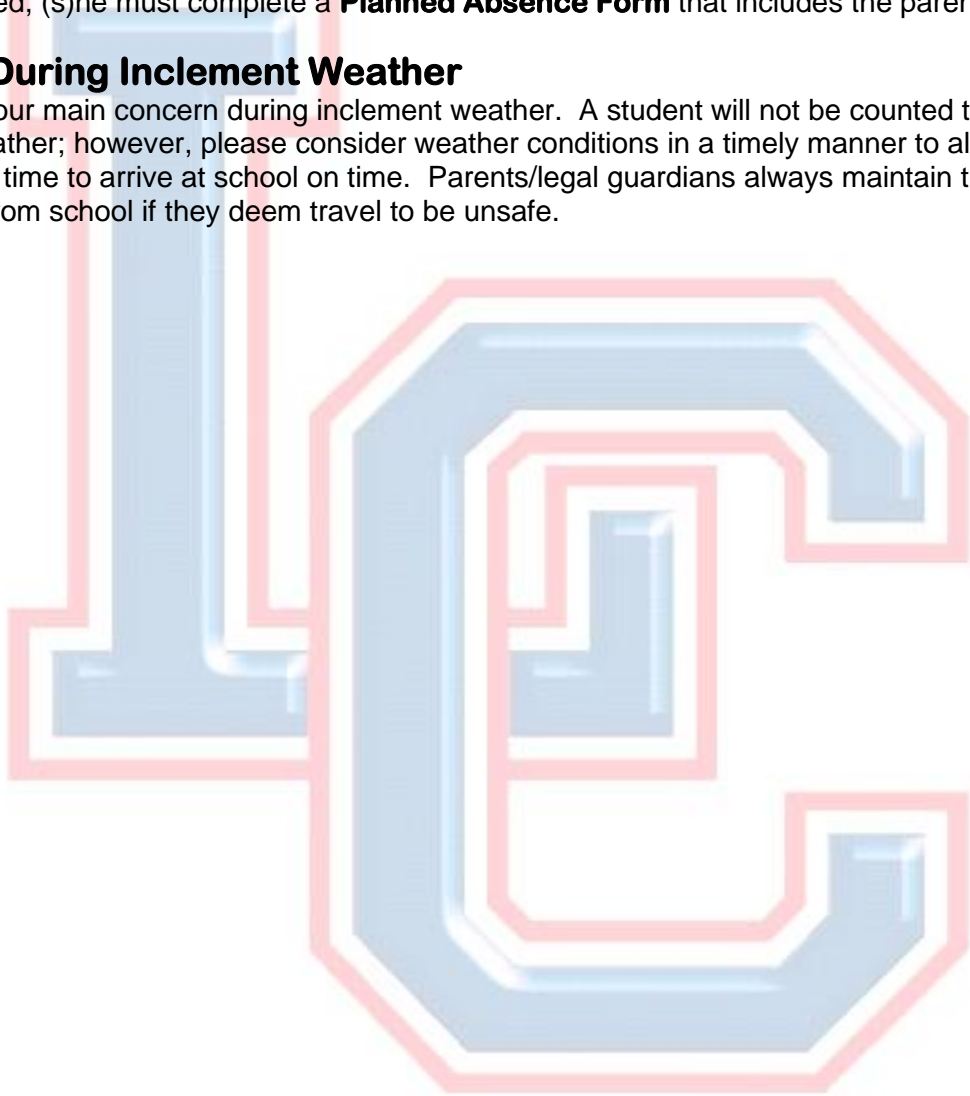 ed, (s)he must complete a Planned Absence Form that includes the paren
During Inclement Weather
our main concern during inclement weather.  A student will not be counted t
ather; however, please consider weather conditions in a timely manner to al
time to arrive at school on time.  Parents/legal guardians always maintain t
om school if they deem travel to be unsafe.
IC